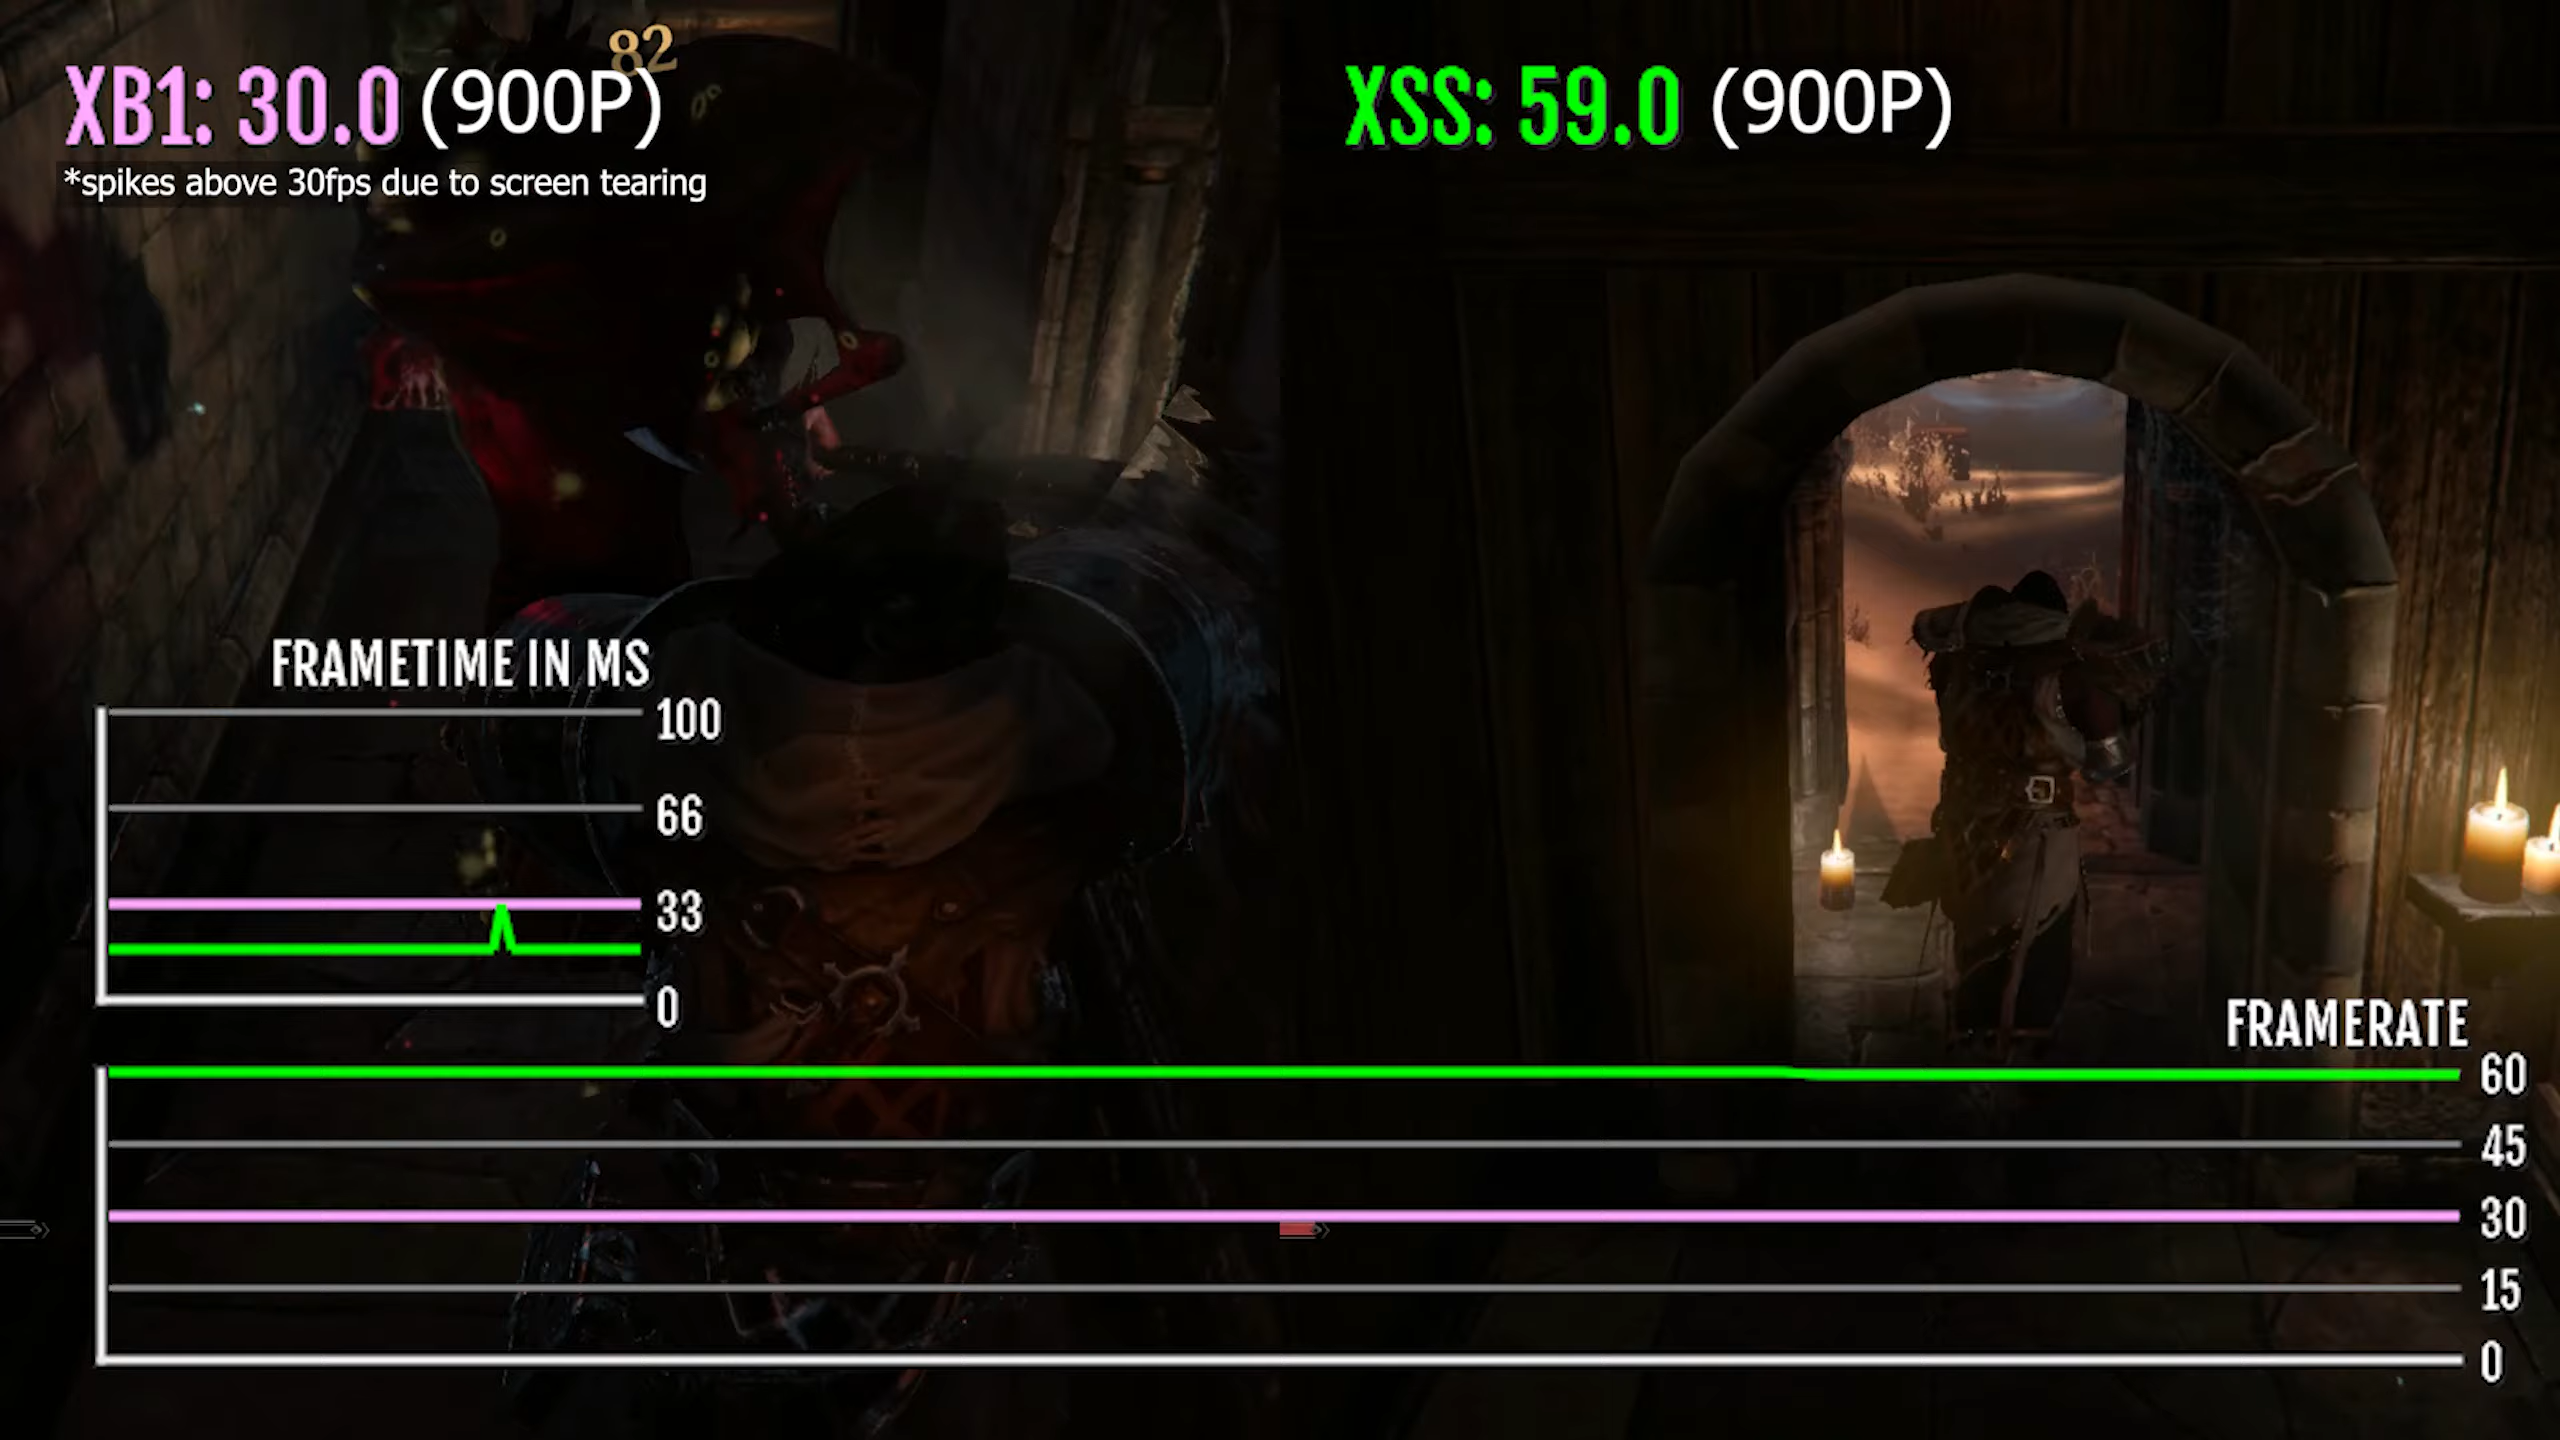 82
XB1: 30.0 (900P)
*spikes above 30fps due to screen tearing
XSS: 59.0 (900P)
FRAMETIME IN MS
100
66
33
0
FRAMERATE
60
45
30
15
0